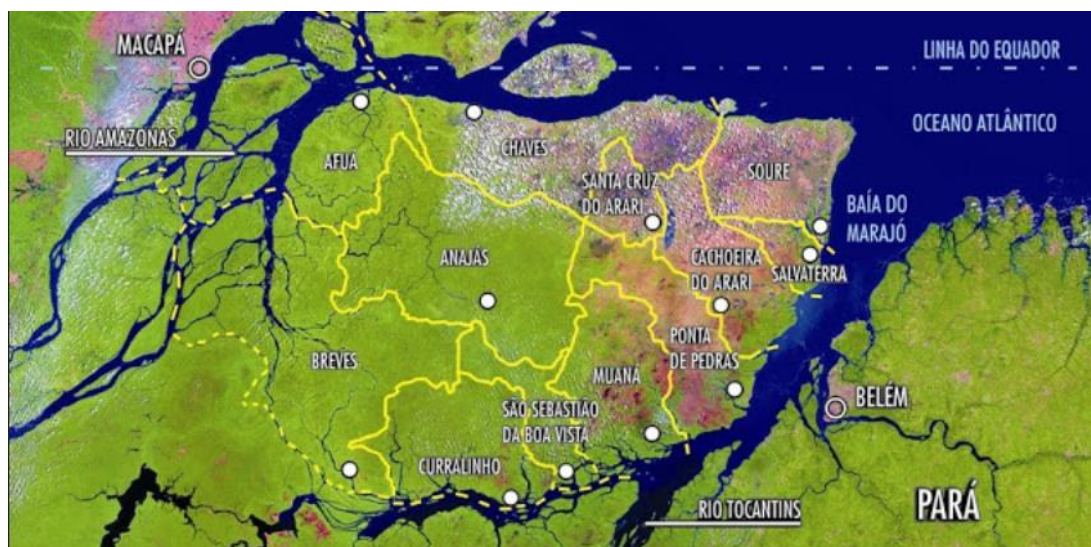 MACAPÁ
LINHA DO EQUADOR
RIO AMAZONAS
OCEANO ATLÂNTICO
AFUÁ
CHAVES
SOURE
SANTA CRUZ
DO ARARI
BAÍA DO
MARAJÓ
ANAJÁS
CACHOEIRA
DO ARARI
SALVATERRA
BREVES
PONTA
DE PEDRAS
MUANÁ
BELÉM
SÃO SEBASTIÃO
DA BOA VISTA
CURRALINHO
RIO TOCANTINS
PARÁ